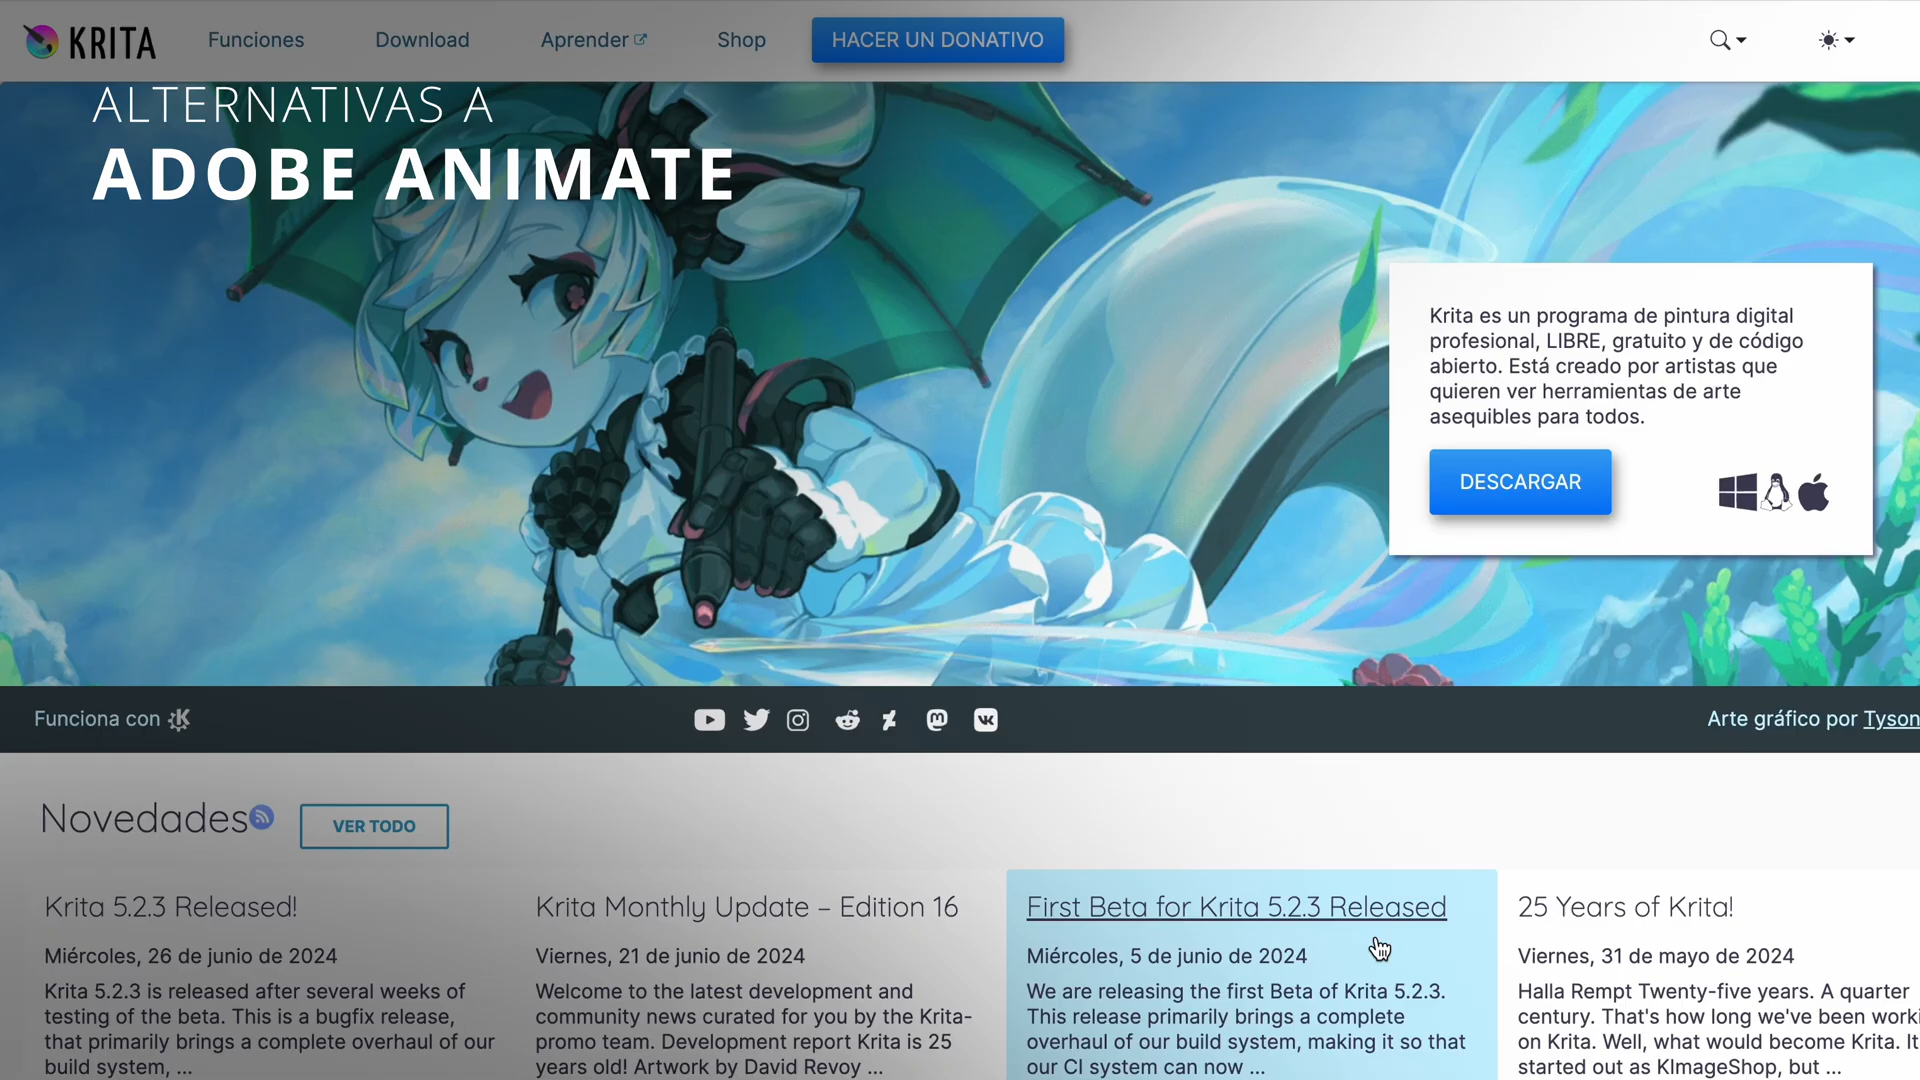 KRITA
Funciones
Download
Aprender
Shop
HACER UN DONATIVO
ALTERNATIVAS A
ADOBE ANIMATE
Krita es un programa de pintura digital
profesional, LIBRE, gratuito y de código
abierto. Está creado por artistas que
quieren ver herramientas de arte
asequibles para todos.
DESCARGAR
Funciona con
Arte gráfico por Tyson
Novedades
VER TODO
Krita 5.2.3 Released!
Miércoles, 26 de junio de 2024
Krita 5.2.3 is released after several weeks of
testing of the beta. This is a bugfix release,
that primarily brings a complete overhaul of our
build system, ...
Krita Monthly Update – Edition 16
Viernes, 21 de junio de 2024
Welcome to the latest development and
community news curated for you by the Krita-
promo team. Development report Krita is 25
years old! Artwork by David Revoy ...
First Beta for Krita 5.2.3 Released
Miércoles, 5 de junio de 2024
We are releasing the first Beta of Krita 5.2.3.
This release primarily brings a complete
overhaul of our build system, making it so that
our CI system can now ...
25 Years of Krita!
Viernes, 31 de mayo de 2024
Halla Rempt Twenty-five years. A quarter
century. That's how long we've been worki
on Krita. Well, what would become Krita. It
started out as KImageShop, but ...